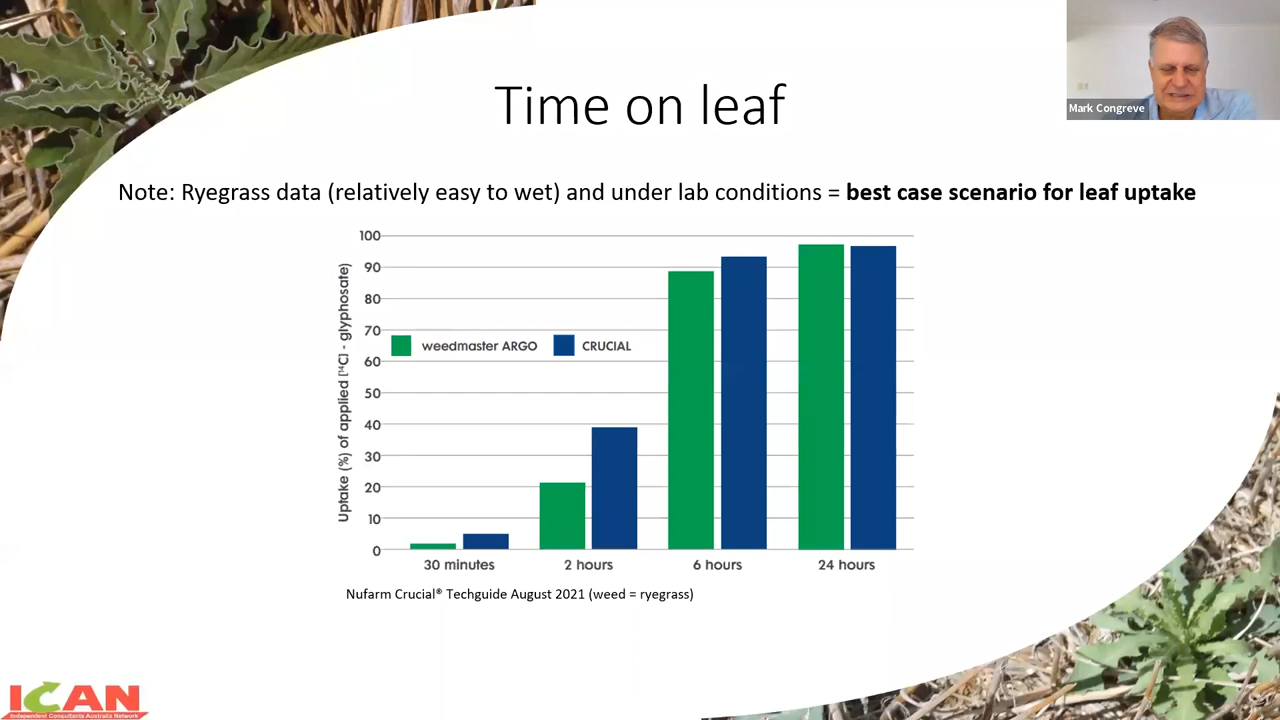 Mark Congreve
Time on leaf
Note: Ryegrass data (relatively easy to wet) and under lab conditions = best case scenario for leaf uptake
Uptake (%) of applied [¹⁴C] - glyphosate)
100
90
80
70
60
50
40
30
20
10
0
weedmaster ARGO CRUCIAL
30 minutes 2 hours 6 hours 24 hours
Nufarm Crucial® Techguide August 2021 (weed = ryegrass)
ICAN
Independent Consultants Australia Network